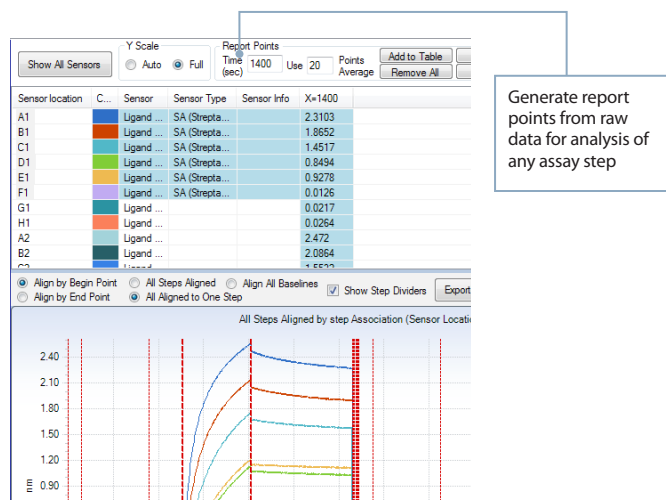 Y Scale Report Points
Show All Sensors Auto Full Time (sec) 1400 Use 20 Points Average Add to Table
Remove All
Sensor location C... Sensor Sensor Type Sensor Info X=1400
A1 Ligand ... SA (Strepta... 2.3103
B1 Ligand ... SA (Strepta... 1.8652
C1 Ligand ... SA (Strepta... 1.4517
D1 Ligand ... SA (Strepta... 0.8494
E1 Ligand ... SA (Strepta... 0.9278
F1 Ligand ... SA (Strepta... 0.0126
G1 Ligand ... 0.0217
H1 Ligand ... 0.0264
A2 Ligand ... 2.472
B2 Ligand ... 2.0864
Align by Begin Point All Steps Aligned Align All Baselines Show Step Dividers Export
Align by End Point All Aligned to One Step
All Steps Aligned by step Association (Sensor Locatio
2.40
2.10
1.80
1.50
1.20
0.90
nm
Generate report
points from raw
data for analysis of
any assay step